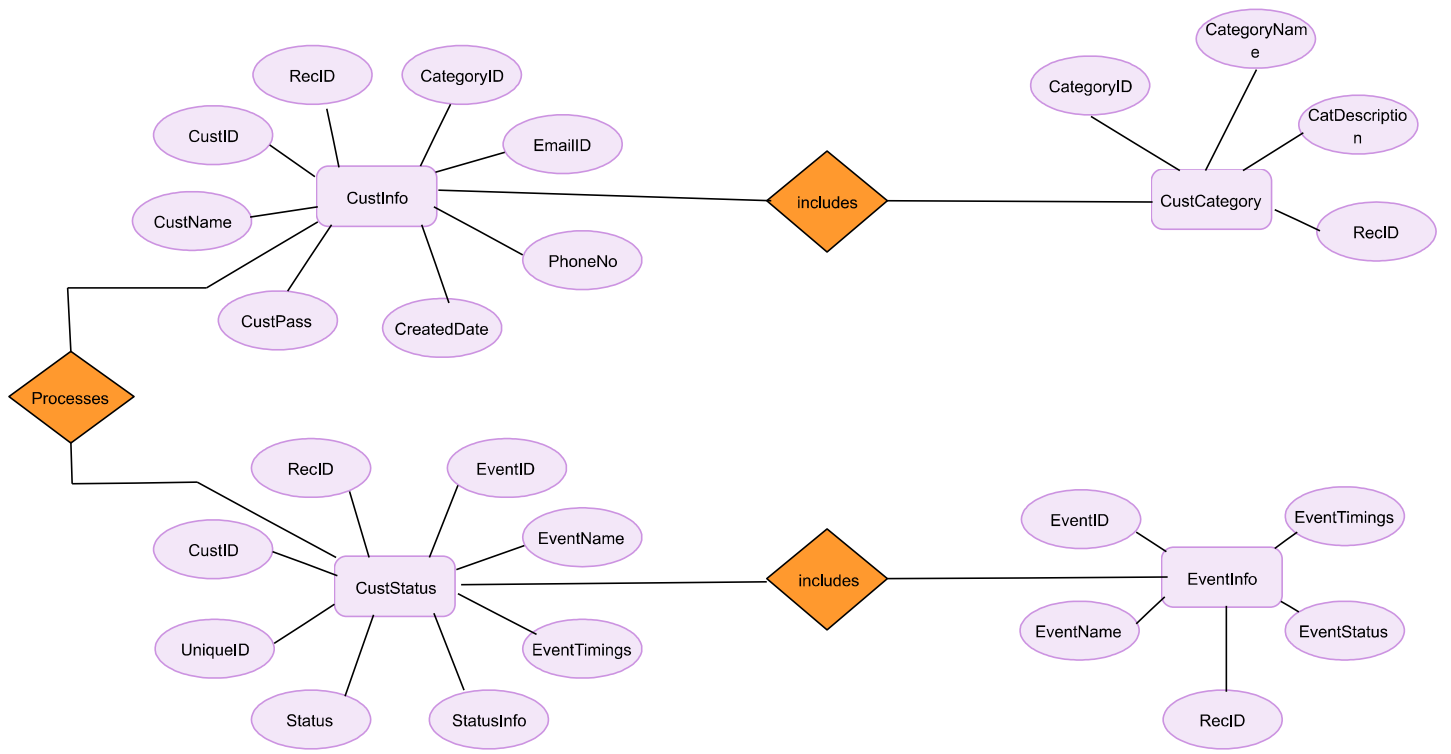 CategoryNam
e
RecID
CategoryID
CategoryID
CustID
EmailID
CatDescriptio
n
CustInfo
includes
CustCategory
CustName
RecID
PhoneNo
CustPass
CreatedDate
Processes
RecID
EventID
EventID
EventTimings
CustID
EventName
CustStatus
includes
EventInfo
UniqueID
EventTimings
EventName
EventStatus
Status
StatusInfo
RecID